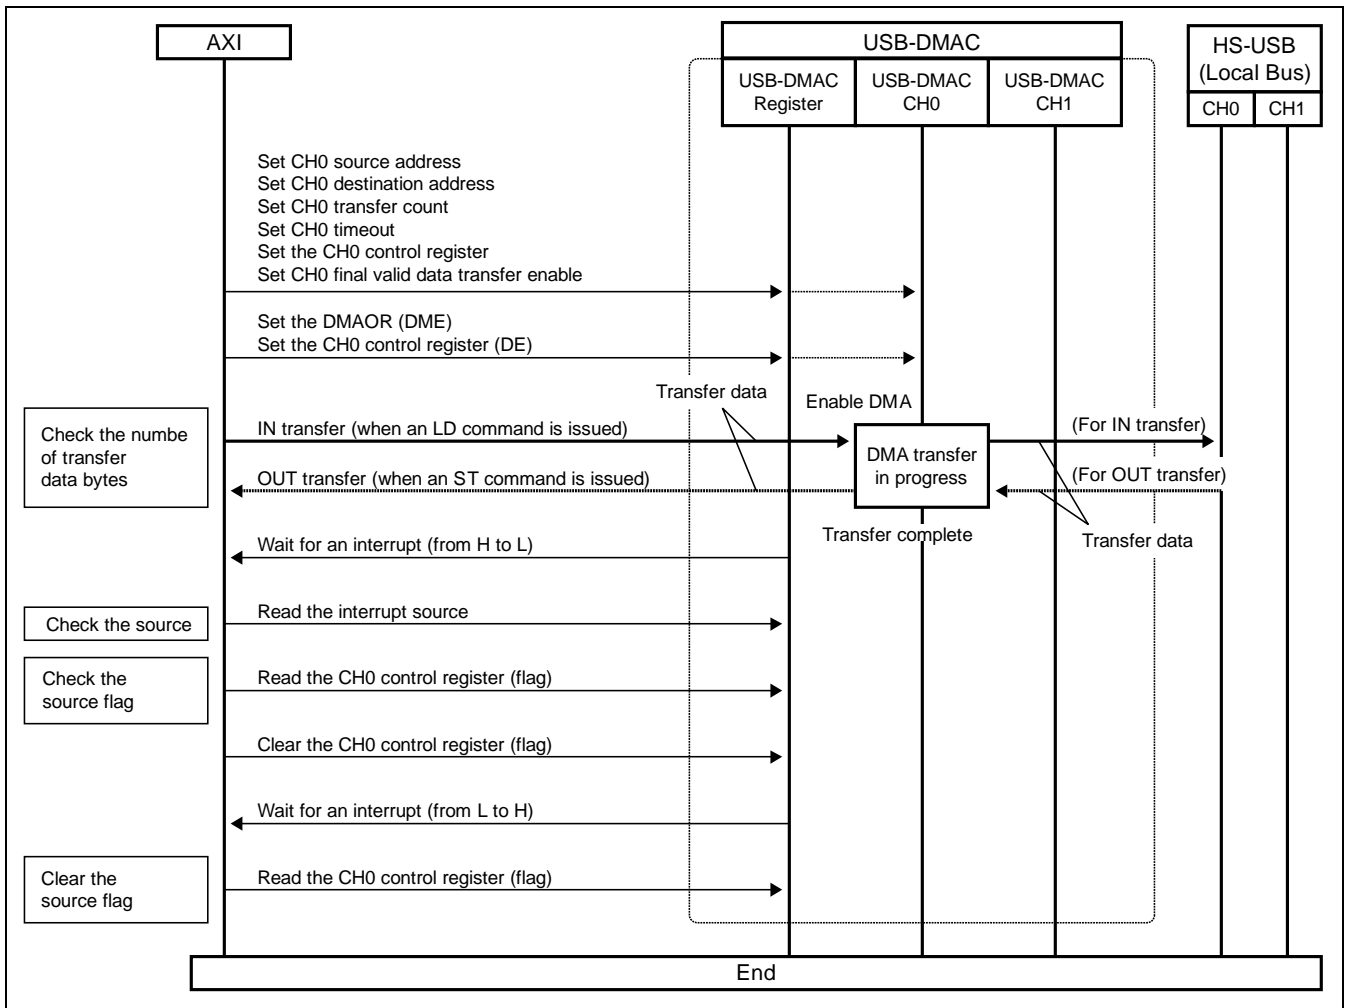 AXI
USB-DMAC
HS-USB
(Local Bus)
USB-DMAC
Register
USB-DMAC
CH0
USB-DMAC
CH1
CH0
CH1
Set CH0 source address
Set CH0 destination address
Set CH0 transfer count
Set CH0 timeout
Set the CH0 control register
Set CH0 final valid data transfer enable
Set the DMAOR (DME)
Set the CH0 control register (DE)
Transfer data
Enable DMA
Check the numbe
of transfer
data bytes
IN transfer (when an LD command is issued)
(For IN transfer)
DMA transfer
in progress
OUT transfer (when an ST command is issued)
(For OUT transfer)
Transfer complete
Transfer data
Wait for an interrupt (from H to L)
Check the source
Read the interrupt source
Check the
source flag
Read the CH0 control register (flag)
Clear the CH0 control register (flag)
Wait for an interrupt (from L to H)
Clear the
source flag
Read the CH0 control register (flag)
End